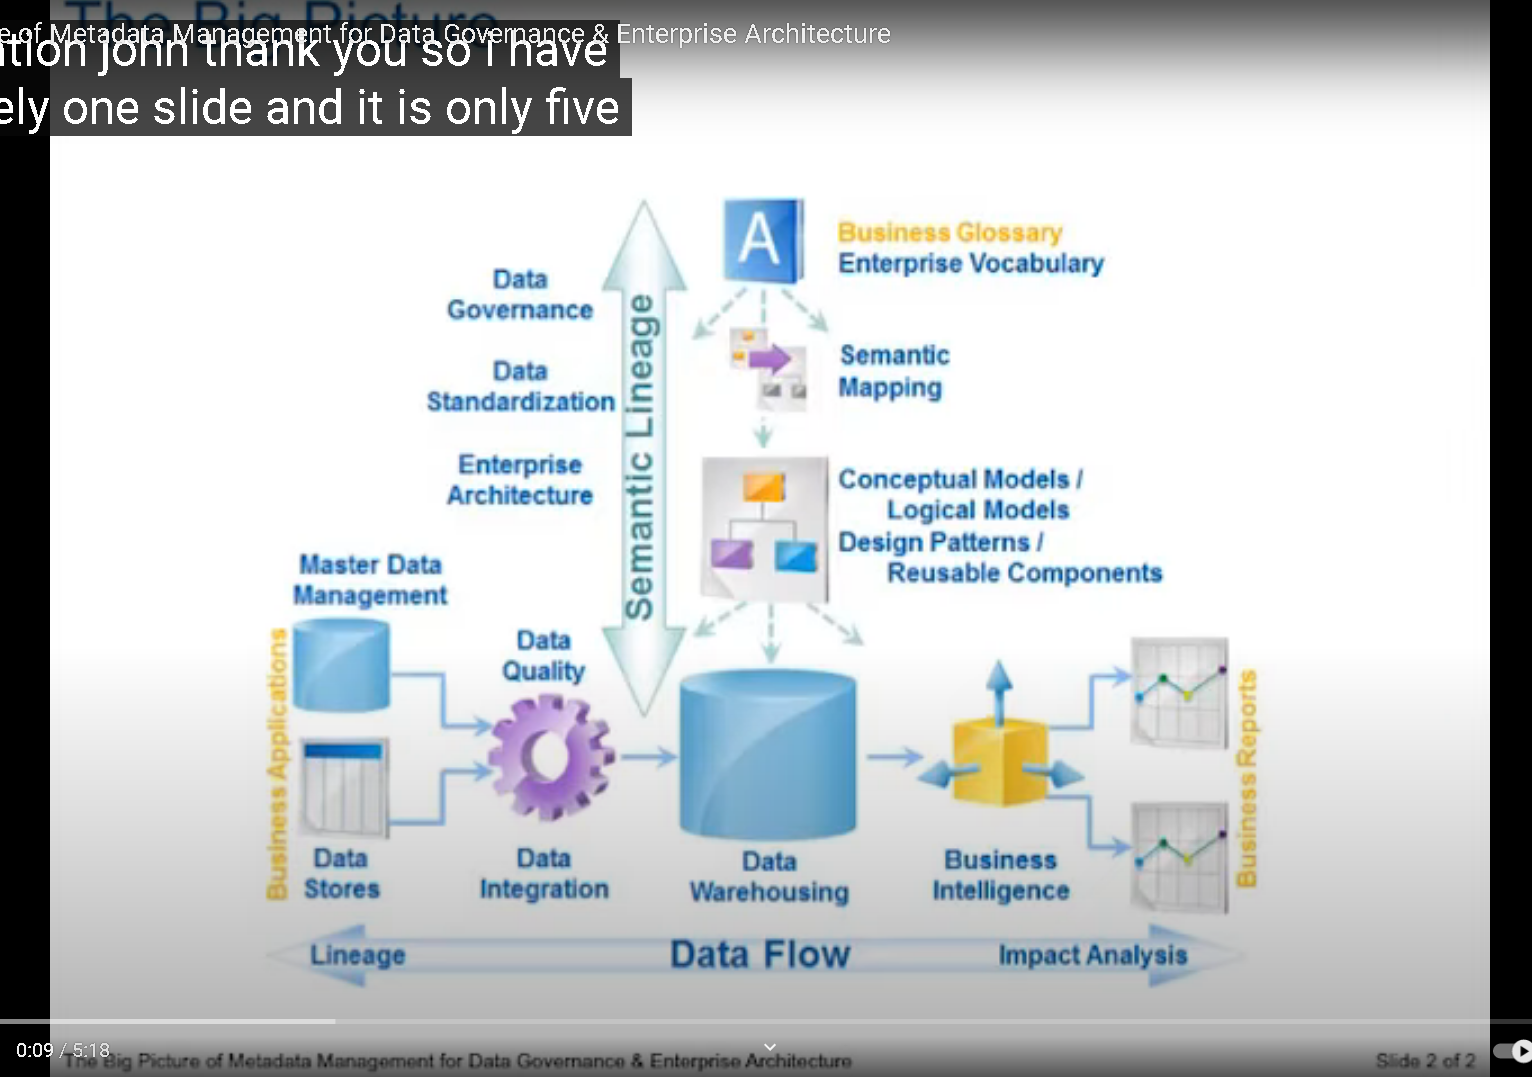 The Big Picture
e of Metadata Management for Data Governance & Enterprise Architecture
ition john thank you so i have
ely one slide and it is only five
A
Business Glossary
Enterprise Vocabulary
Data
Governance
Semantic
Mapping
Data
Standardization
Semantic Lineage
Enterprise
Architecture
Conceptual Models /
Logical Models
Design Patterns /
Reusable Components
Master Data
Management
Data
Quality
Business Applications
Business Reports
Data
Stores
Data
Integration
Data
Warehousing
Business
Intelligence
Lineage
Data Flow
Impact Analysis
0:09 / 5:18
The Big Picture of Metadata Management for Data Governance & Enterprise Architecture
Slide 2 of 2